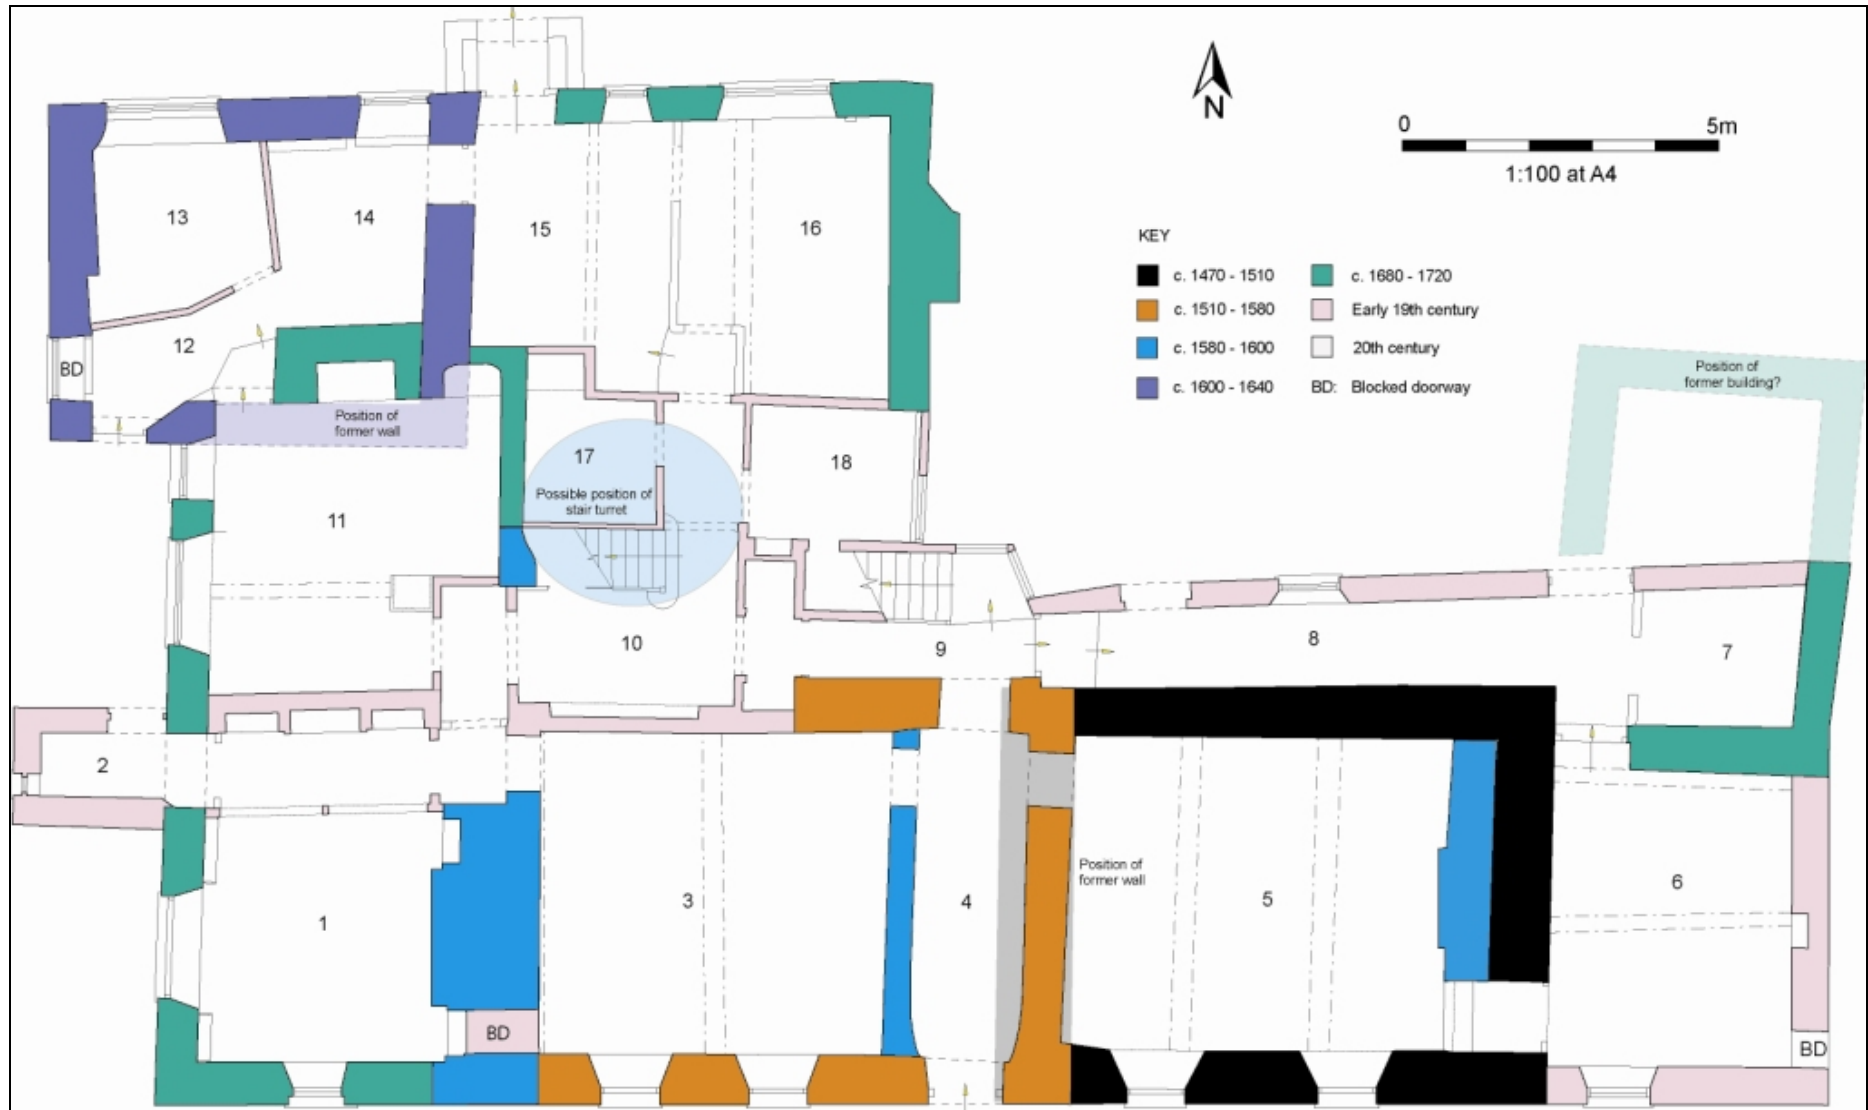 N
0 5m
1:100 at A4
KEY
c. 1470 - 1510
c. 1680 - 1720
c. 1510 - 1580
Early 19th century
c. 1580 - 1600
20th century
c. 1600 - 1640
BD: Blocked doorway
13
14
15
16
12
BD
Position of
former wall
Position of
former building?
17
18
Possible position of
stair turret
11
10
9
8
7
2
Position of
former wall
1
3
4
5
6
BD
BD